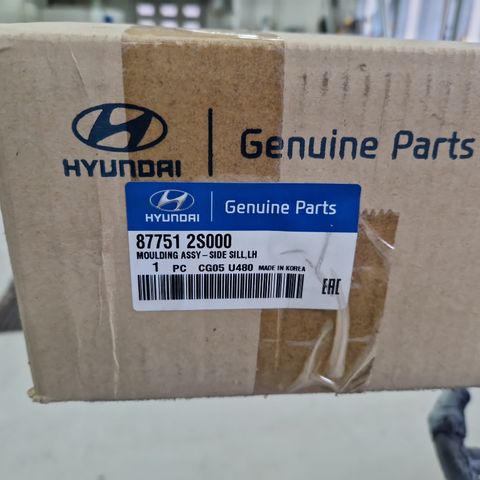 HYUNDAI
Genuine Parts
HYUNDAI
Genuine Parts
87751 2S000
MOULDING ASSY-SIDE SILL,LH
1 PC CG05 U480 MADE IN KOREA
EAC